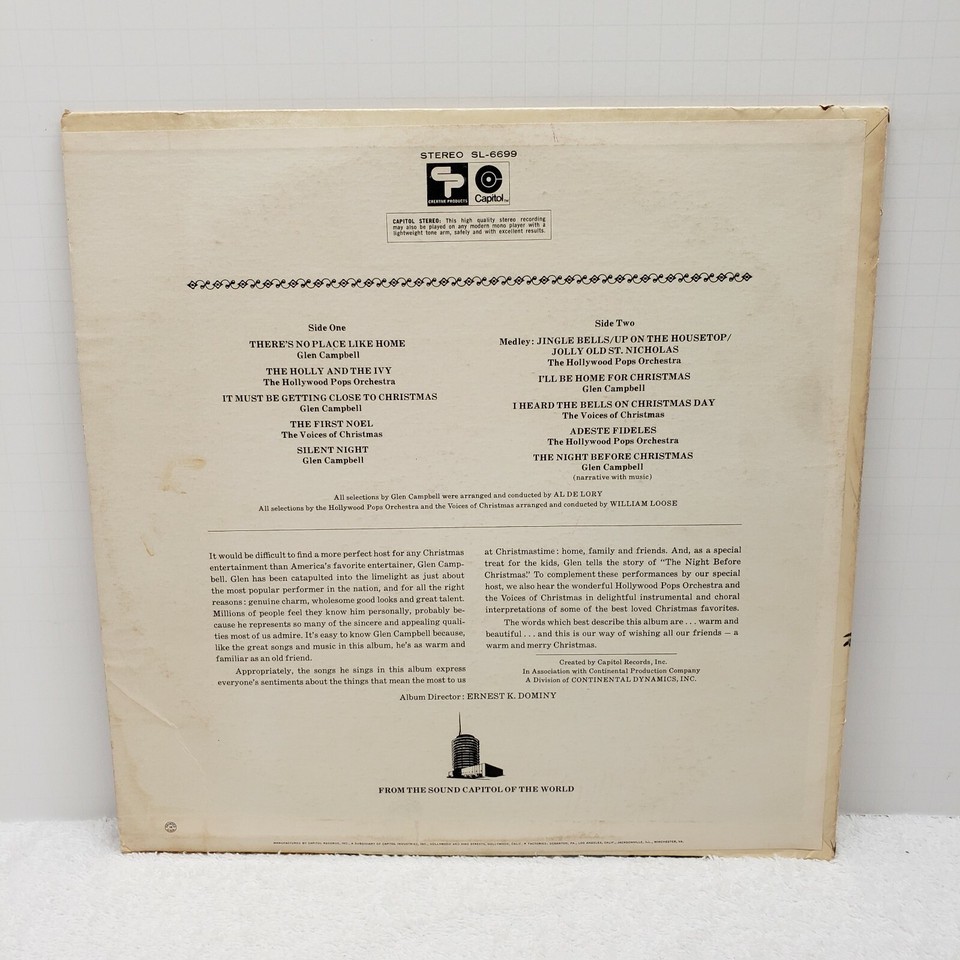 STEREO SL-6699
CP
CREATIVE PRODUCTS
Capitol™
CAPITOL STEREO: This high quality stereo recording
may also be played on any modern mono player with a
lightweight tone arm, safely and with excellent results.
Side One
THERE'S NO PLACE LIKE HOME
Glen Campbell
THE HOLLY AND THE IVY
The Hollywood Pops Orchestra
IT MUST BE GETTING CLOSE TO CHRISTMAS
Glen Campbell
THE FIRST NOEL
The Voices of Christmas
SILENT NIGHT
Glen Campbell
Side Two
Medley: JINGLE BELLS/UP ON THE HOUSETOP/
JOLLY OLD ST. NICHOLAS
The Hollywood Pops Orchestra
I'LL BE HOME FOR CHRISTMAS
Glen Campbell
I HEARD THE BELLS ON CHRISTMAS DAY
The Voices of Christmas
ADESTE FIDELES
The Hollywood Pops Orchestra
THE NIGHT BEFORE CHRISTMAS
Glen Campbell
(narrative with music)
All selections by Glen Campbell were arranged and conducted by AL DE LORY
All selections by the Hollywood Pops Orchestra and the Voices of Christmas arranged and conducted by WILLIAM LOOSE
It would be difficult to find a more perfect host for any Christmas
entertainment than America's favorite entertainer, Glen Camp-
bell. Glen has been catapulted into the limelight as just about
the most popular performer in the nation, and for all the right
reasons: genuine charm, wholesome good looks and great talent.
Millions of people feel they know him personally, probably be-
cause he represents so many of the sincere and appealing quali-
ties most of us admire. It's easy to know Glen Campbell because,
like the great songs and music in this album, he's as warm and
familiar as an old friend.
Appropriately, the songs he sings in this album express
everyone's sentiments about the things that mean the most to us
at Christmastime: home, family and friends. And, as a special
treat for the kids, Glen tells the story of "The Night Before
Christmas." To complement these performances by our special
host, we also hear the wonderful Hollywood Pops Orchestra and
the Voices of Christmas in delightful instrumental and choral
interpretations of some of the best loved Christmas favorites.
The words which best describe this album are... warm and
beautiful... and this is our way of wishing all our friends – a
warm and merry Christmas.
Created by Capitol Records, Inc.
In Association with Continental Production Company
A Division of CONTINENTAL DYNAMICS, INC.
Album Director: ERNEST K. DOMINY
FROM THE SOUND CAPITOL OF THE WORLD